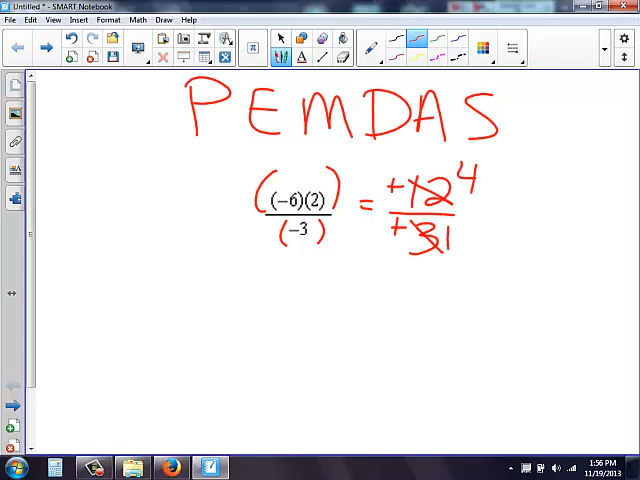 Untitled * - SMART Notebook
File Edit View Insert Format Math Draw Help
PEMDAS
(-6)(2) = +12 4
(-3) +3 1
1:56 PM
11/19/2013